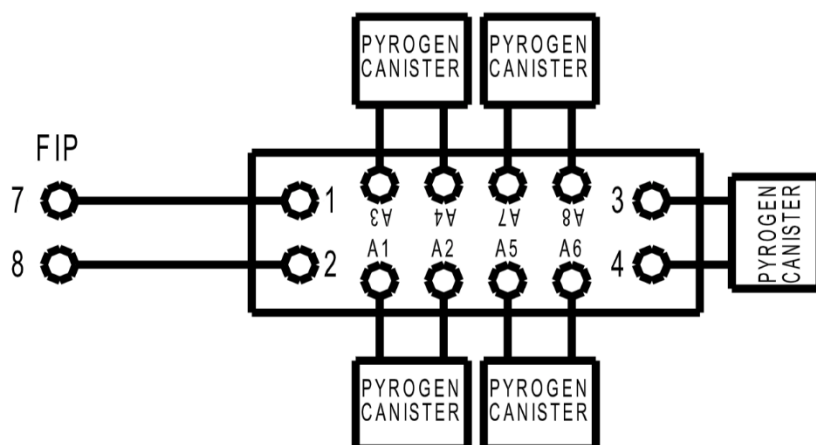 PYROGEN
CANISTER
PYROGEN
CANISTER
FIP
7
1
A3
A4
A7
A8
3
8
2
A1
A2
A5
A6
4
PYROGEN
CANISTER
PYROGEN
CANISTER
PYROGEN
CANISTER